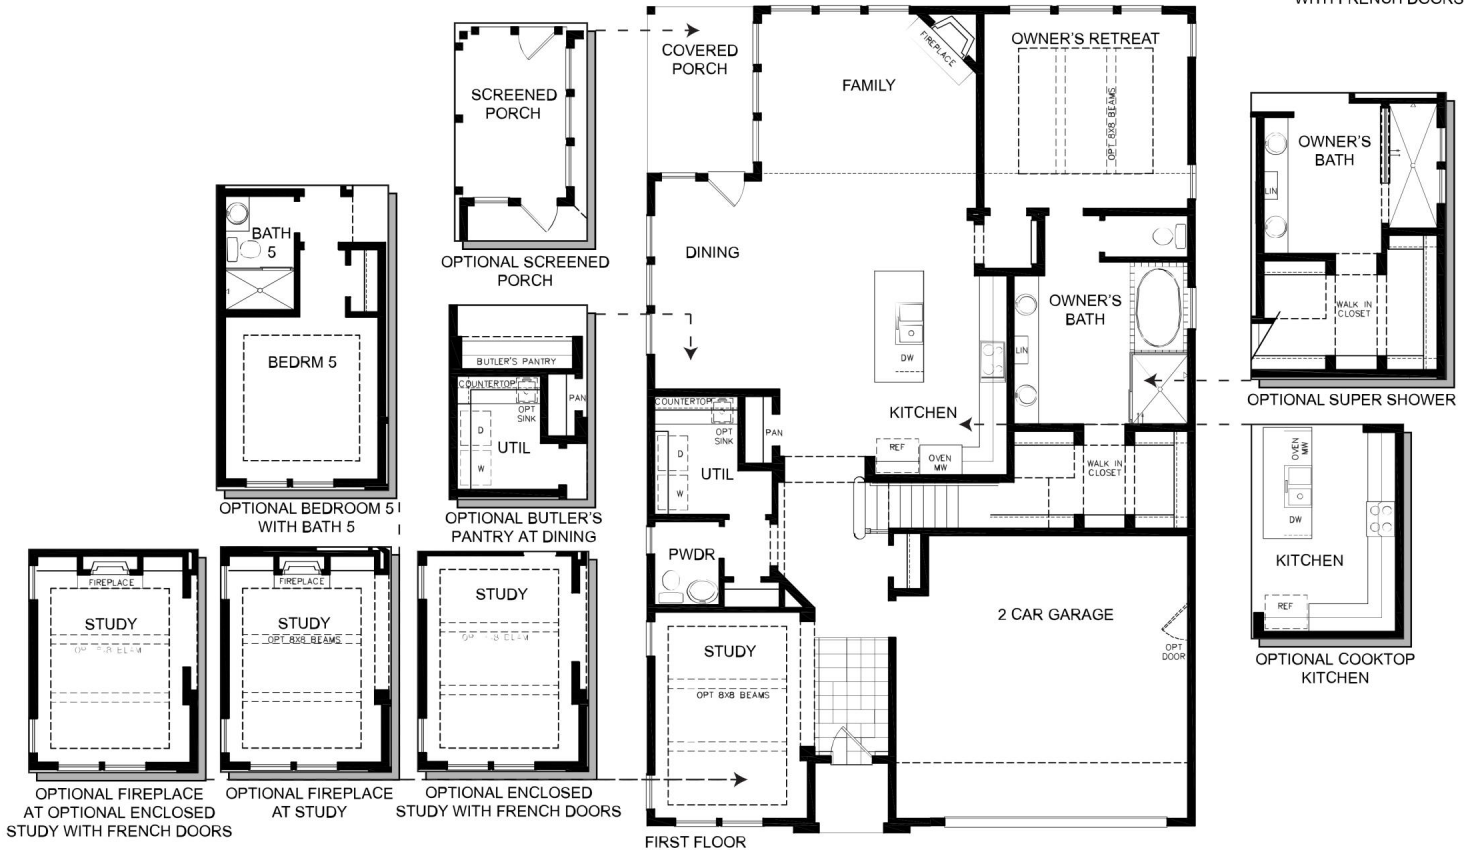 WITH FRENCH DOORS
SCREENED
PORCH
OPTIONAL SCREENED
PORCH
COVERED
PORCH
FAMILY
FIREPLACE
OWNER'S RETREAT
OPT 8X8 BEAMS
OWNER'S
BATH
LIN
WALK IN
CLOSET
OPTIONAL SUPER SHOWER
BATH
5
BEDRM 5
OPTIONAL BEDROOM 5
WITH BATH 5
BUTLER'S PANTRY
COUNTERTOP
OPT
SINK
PAN
D
UTIL
W
OPTIONAL BUTLER'S
PANTRY AT DINING
DINING
DW
KITCHEN
REF
OVEN
MW
OWNER'S
BATH
LIN
WALK IN
CLOSET
COUNTERTOP
OPT
SINK
PAN
D
UTIL
W
PWDR
OVEN
MW
DW
KITCHEN
REF
OPTIONAL COOKTOP
KITCHEN
FIREPLACE
STUDY
OPTIONAL FIREPLACE
AT OPTIONAL ENCLOSED
STUDY WITH FRENCH DOORS
FIREPLACE
STUDY
OPT 8X8 BEAMS
OPTIONAL FIREPLACE
AT STUDY
STUDY
OPTIONAL ENCLOSED
STUDY WITH FRENCH DOORS
STUDY
OPT 8X8 BEAMS
2 CAR GARAGE
OPT
DOOR
FIRST FLOOR